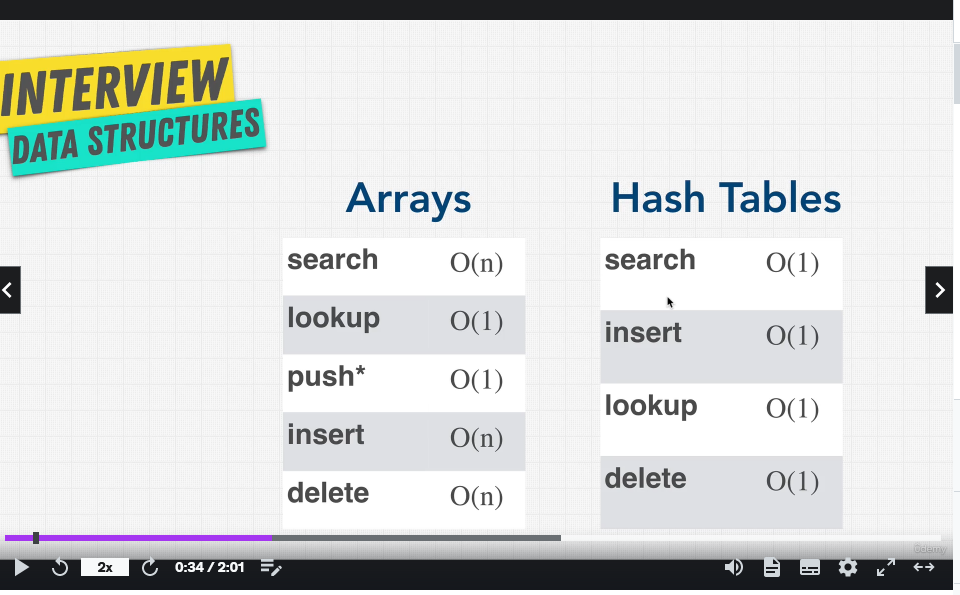 INTERVIEW
DATA STRUCTURES
Arrays
search O(n)
lookup O(1)
push* O(1)
insert O(n)
delete O(n)
Hash Tables
search O(1)
insert O(1)
lookup O(1)
delete O(1)
Udemy
2x
0:34 / 2:01